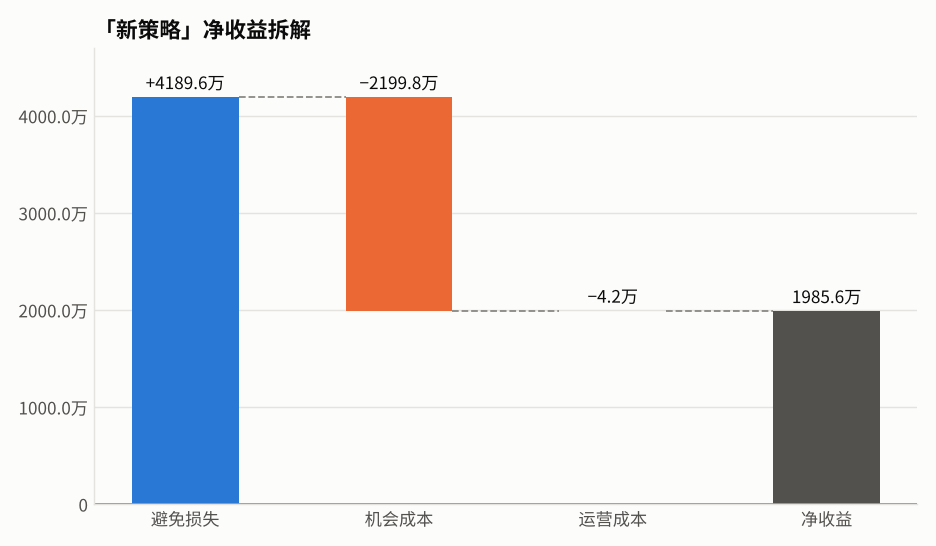 「新策略」净收益拆解
+4189.6万
−2199.8万
−4.2万
1985.6万
4000.0万
3000.0万
2000.0万
1000.0万
0
避免损失
机会成本
运营成本
净收益